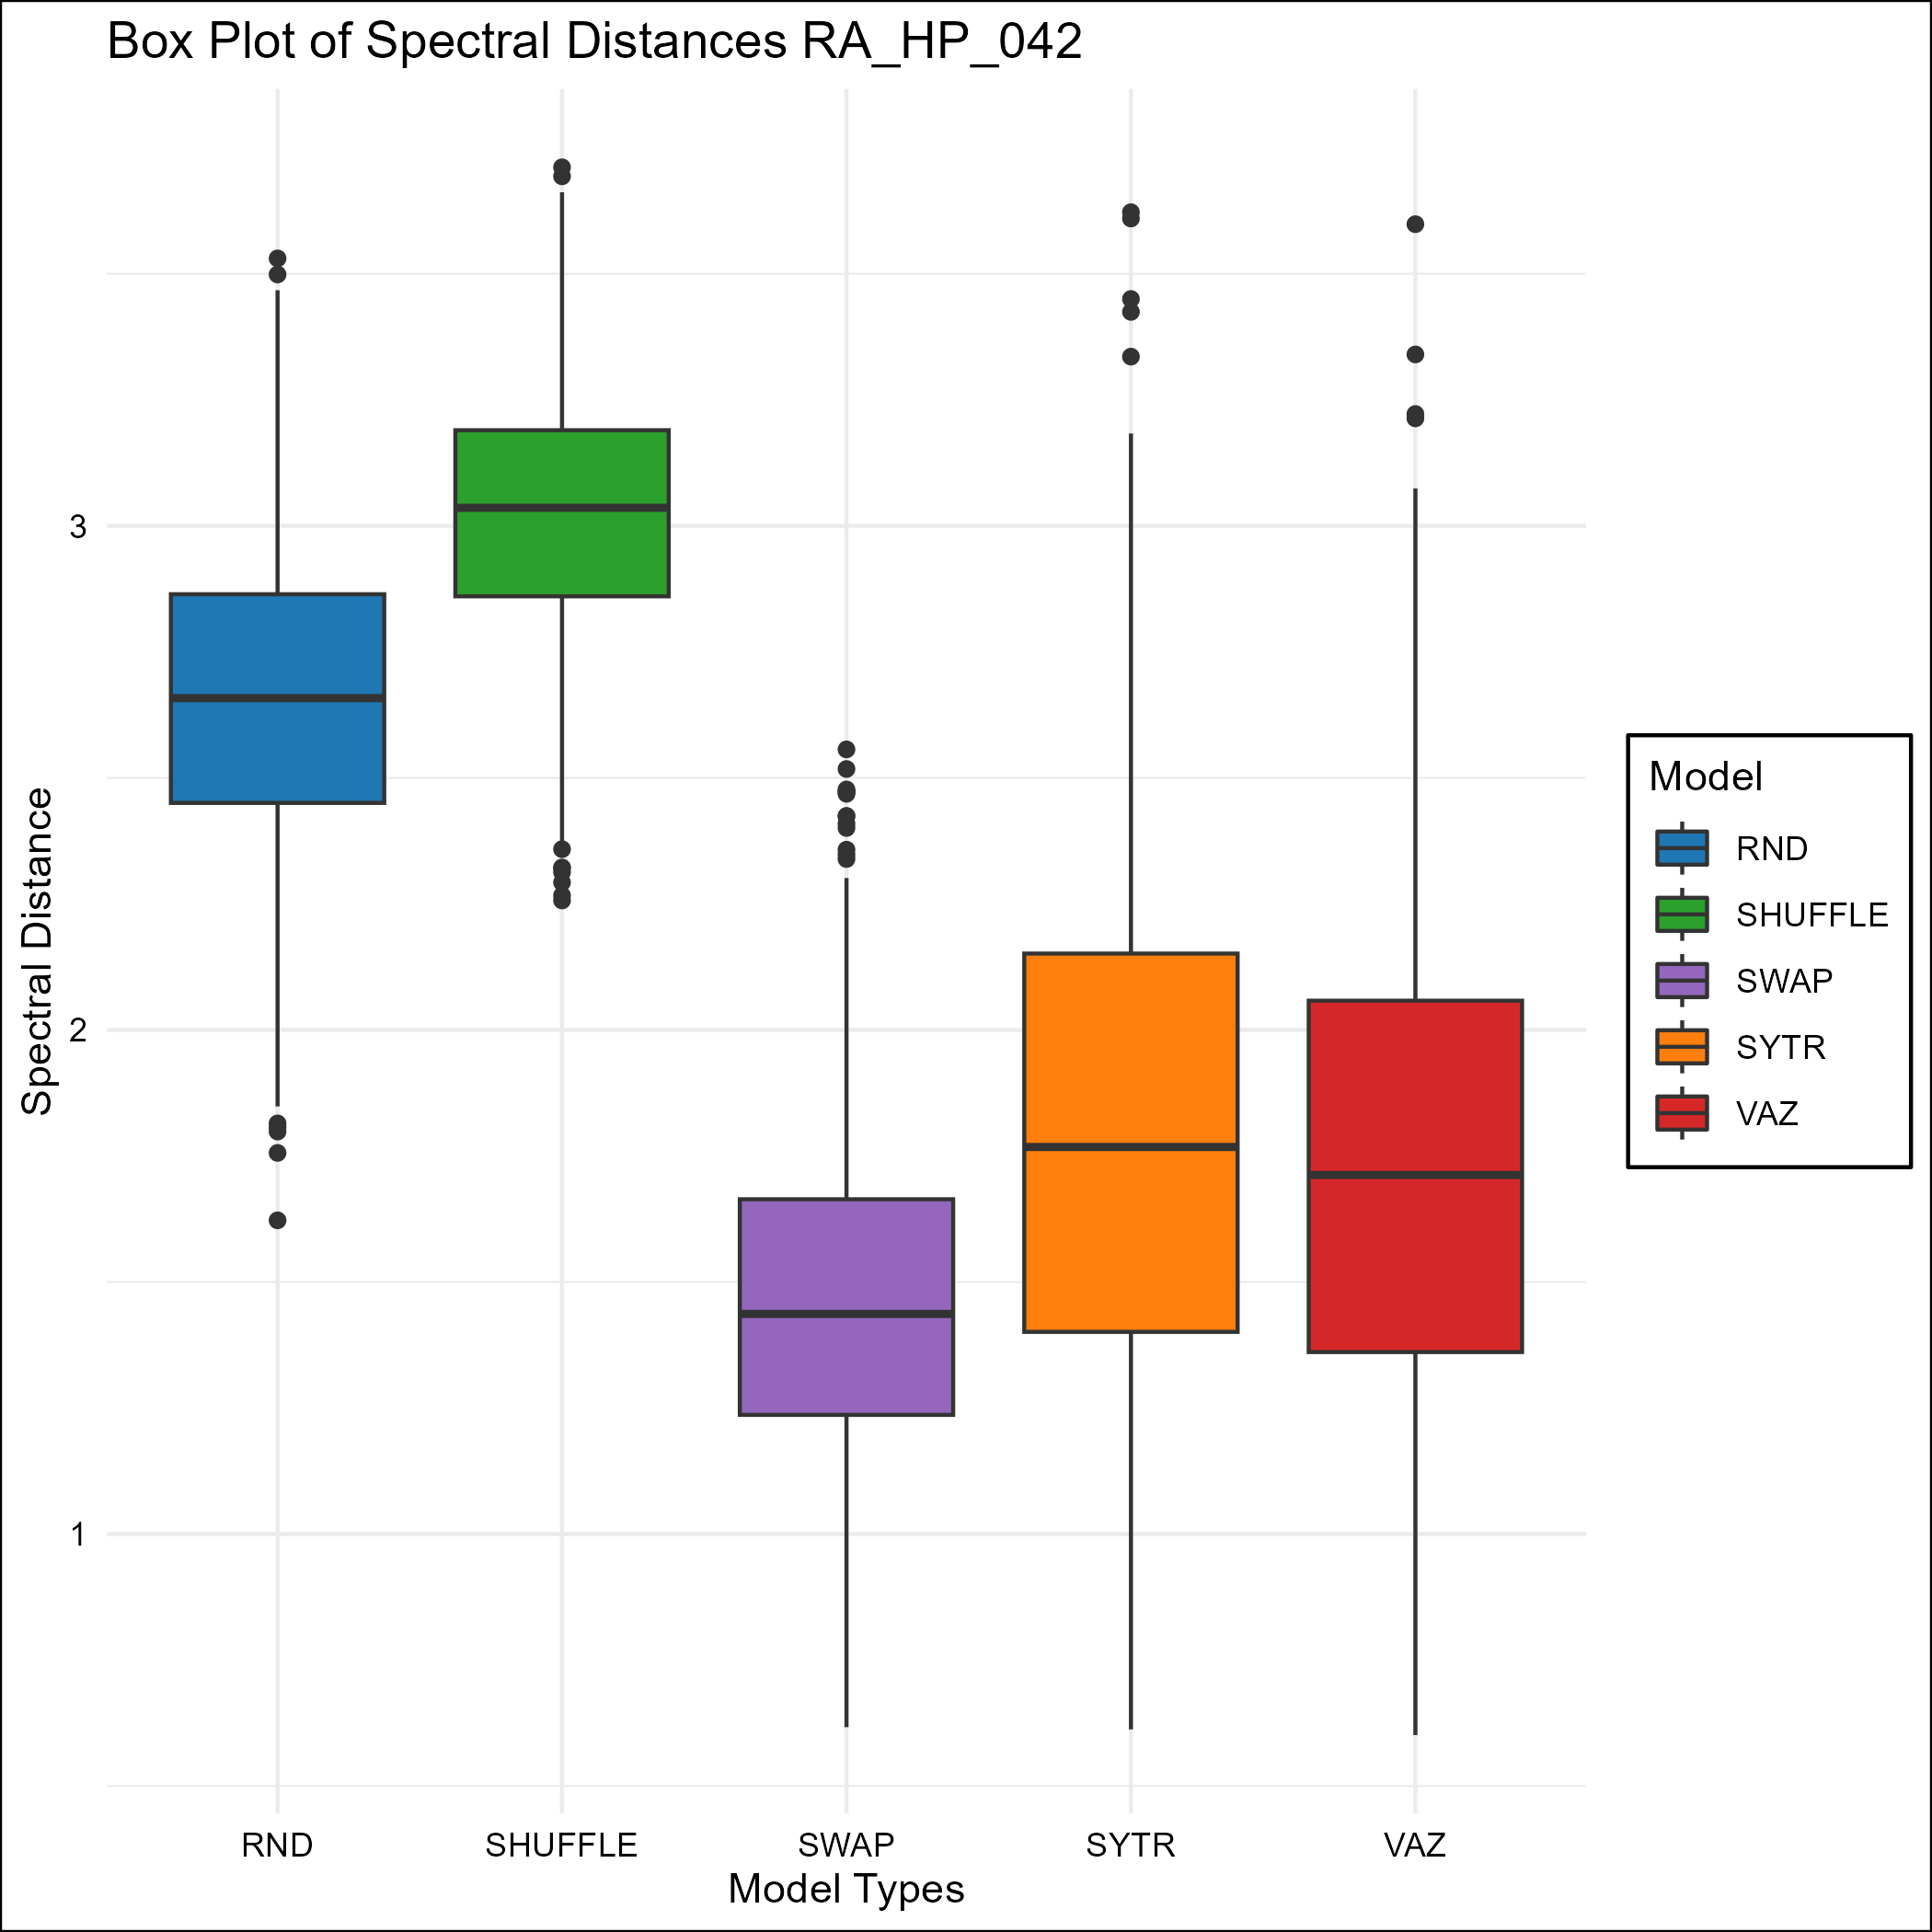 Box Plot of Spectral Distances RA_HP_042
Spectral Distance
3
2
1
RND
SHUFFLE
SWAP
SYTR
VAZ
Model Types
Model
RND
SHUFFLE
SWAP
SYTR
VAZ